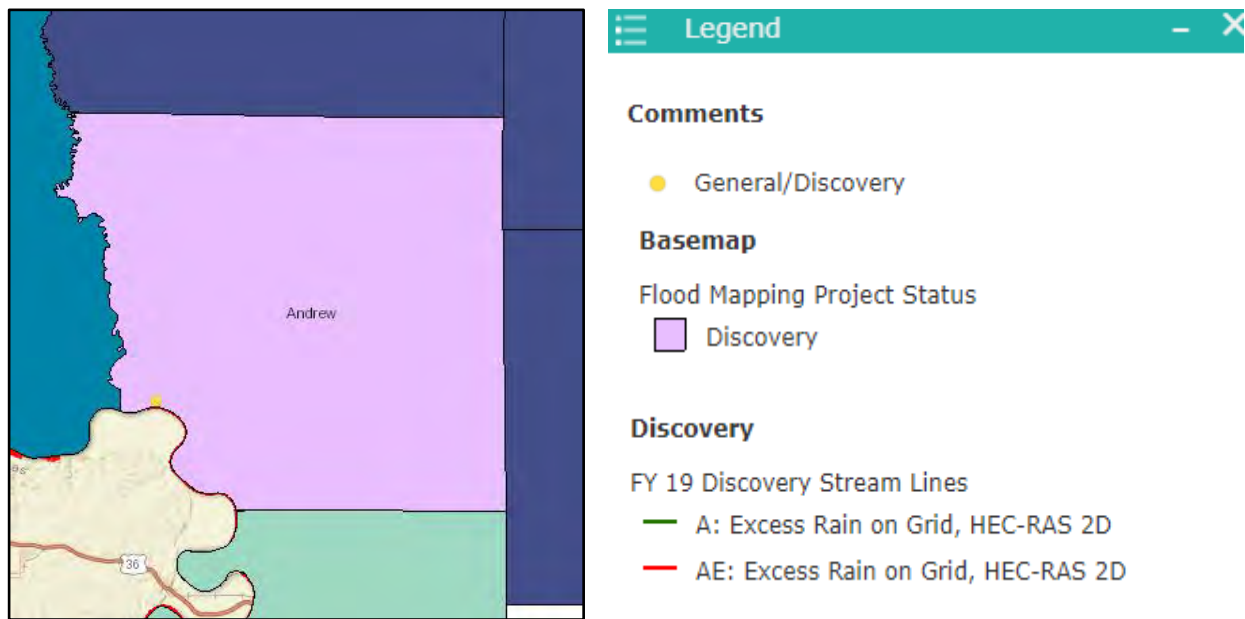 Andrew
36
Legend
Comments
General/Discovery
Basemap
Flood Mapping Project Status
Discovery
Discovery
FY 19 Discovery Stream Lines
A: Excess Rain on Grid, HEC-RAS 2D
AE: Excess Rain on Grid, HEC-RAS 2D